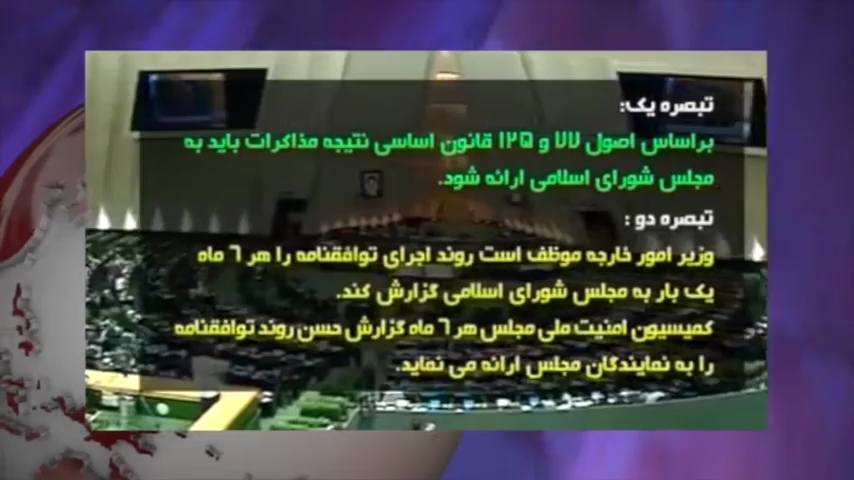 تبصره یک:
براساس اصول ۷۷ و ۱۲۵ قانون اساسی نتیجه مذاکرات باید به
مجلس شورای اسلامی ارائه شود.
تبصره دو :
وزیر امور خارجه موظف است روند اجرای توافقنامه را هر ۶ ماه
یک بار به مجلس شورای اسلامی گزارش کند.
کمیسیون امنیت ملی مجلس هر ۶ ماه گزارش حسن روند توافقنامه
را به نمایندگان مجلس ارائه می نماید.